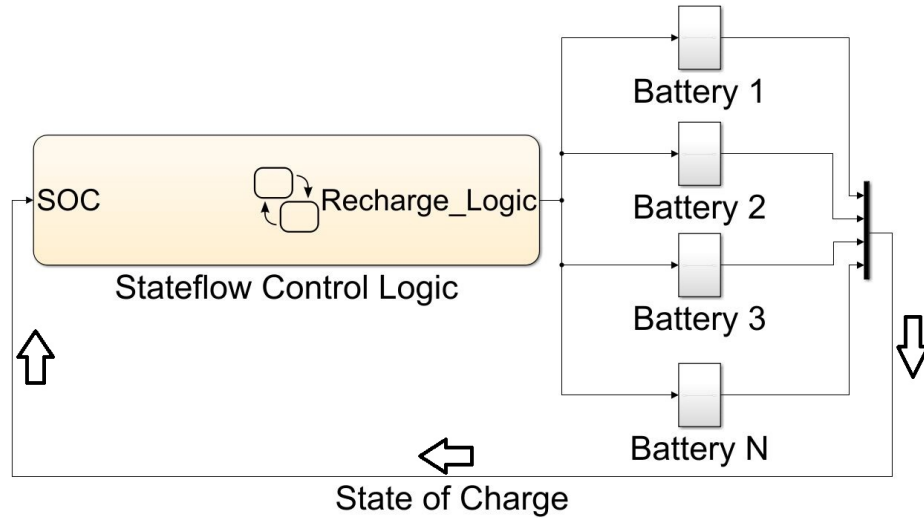 Battery 1
SOC
Recharge_Logic
Battery 2
Stateflow Control Logic
Battery 3
Battery N
State of Charge